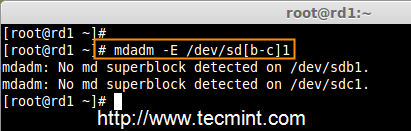 root@rd1:~
[root@rd1 ~]#
[root@rd1 ~]# mdadm -E /dev/sd[b-c]1
mdadm: No md superblock detected on /dev/sdb1.
mdadm: No md superblock detected on /dev/sdc1.
[root@rd1 ~]#
http://www.tecmint.com